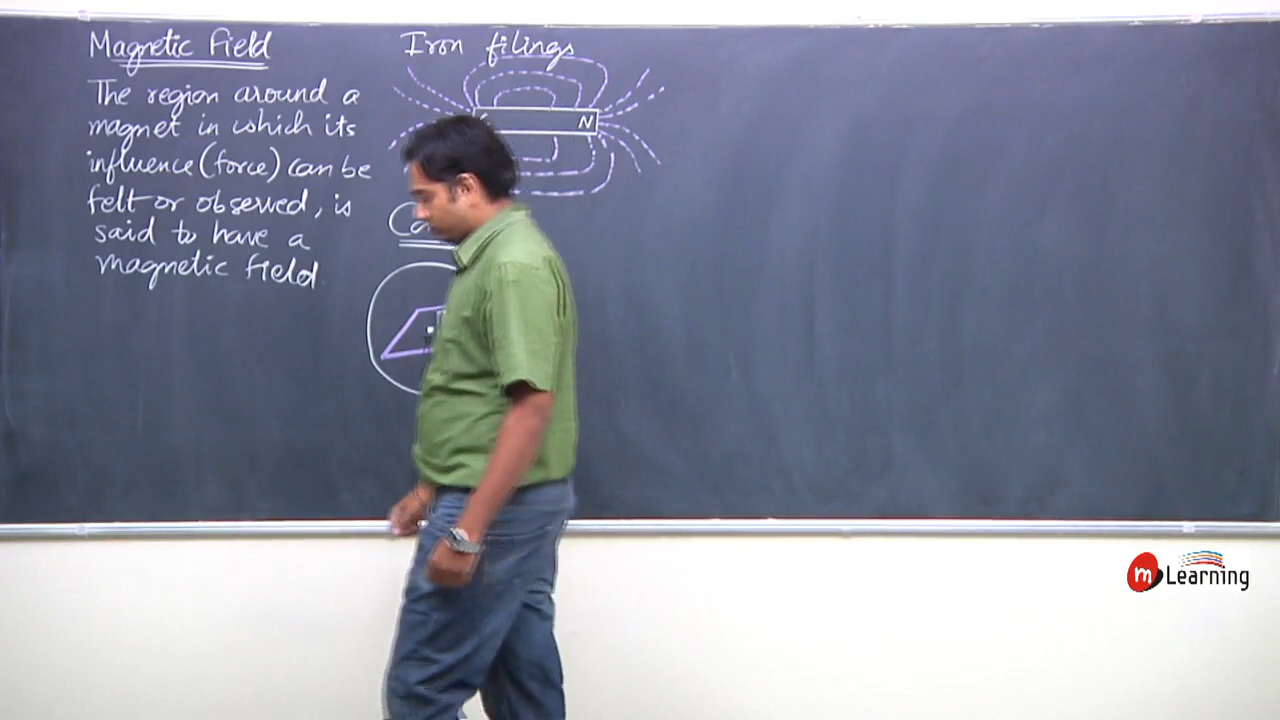 Magnetic Field
The region around a
magnet in which its
influence (force) can be
felt or observed, is
said to have a
magnetic field.
Iron filings
N
m Learning